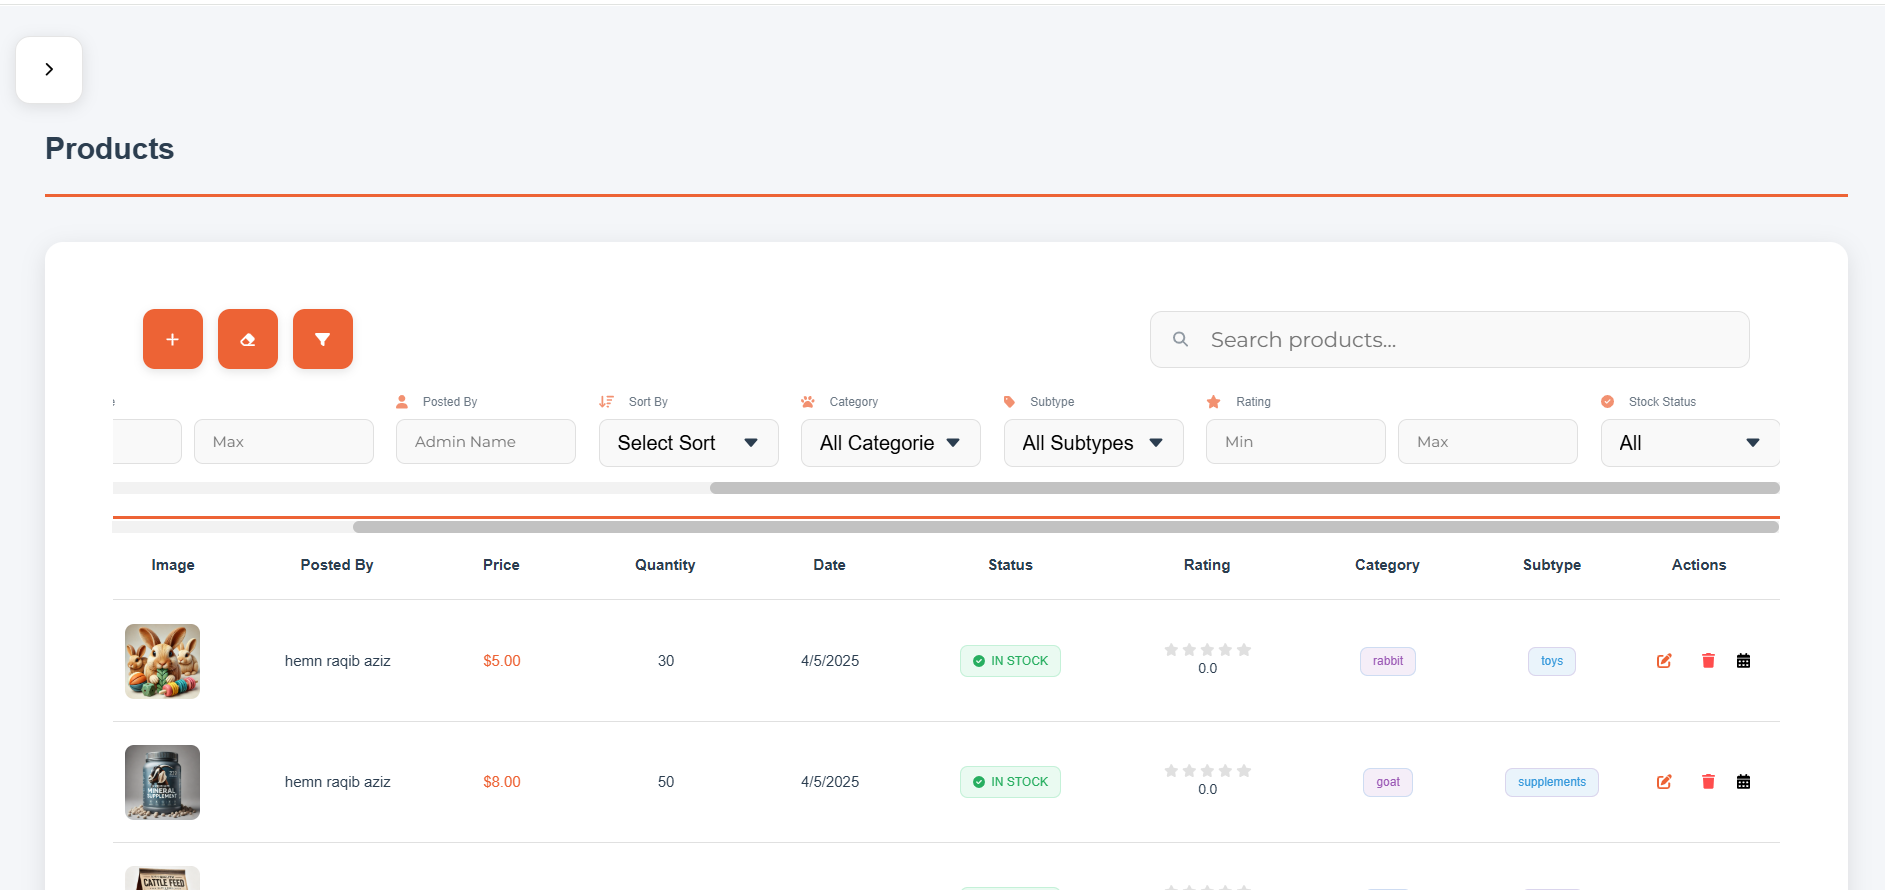 Products
Search products...
Posted By
Sort By
Category
Subtype
Rating
Stock Status
Max
Admin Name
Select Sort
All Categorie
All Subtypes
Min
Max
All
Image Posted By Price Quantity Date Status Rating Category Subtype Actions
hemn raqib aziz $5.00 30 4/5/2025 IN STOCK 0.0 rabbit toys
MINERAL
SUPPLEMENT
hemn raqib aziz $8.00 50 4/5/2025 IN STOCK 0.0 goat supplements
CATTLE FEED